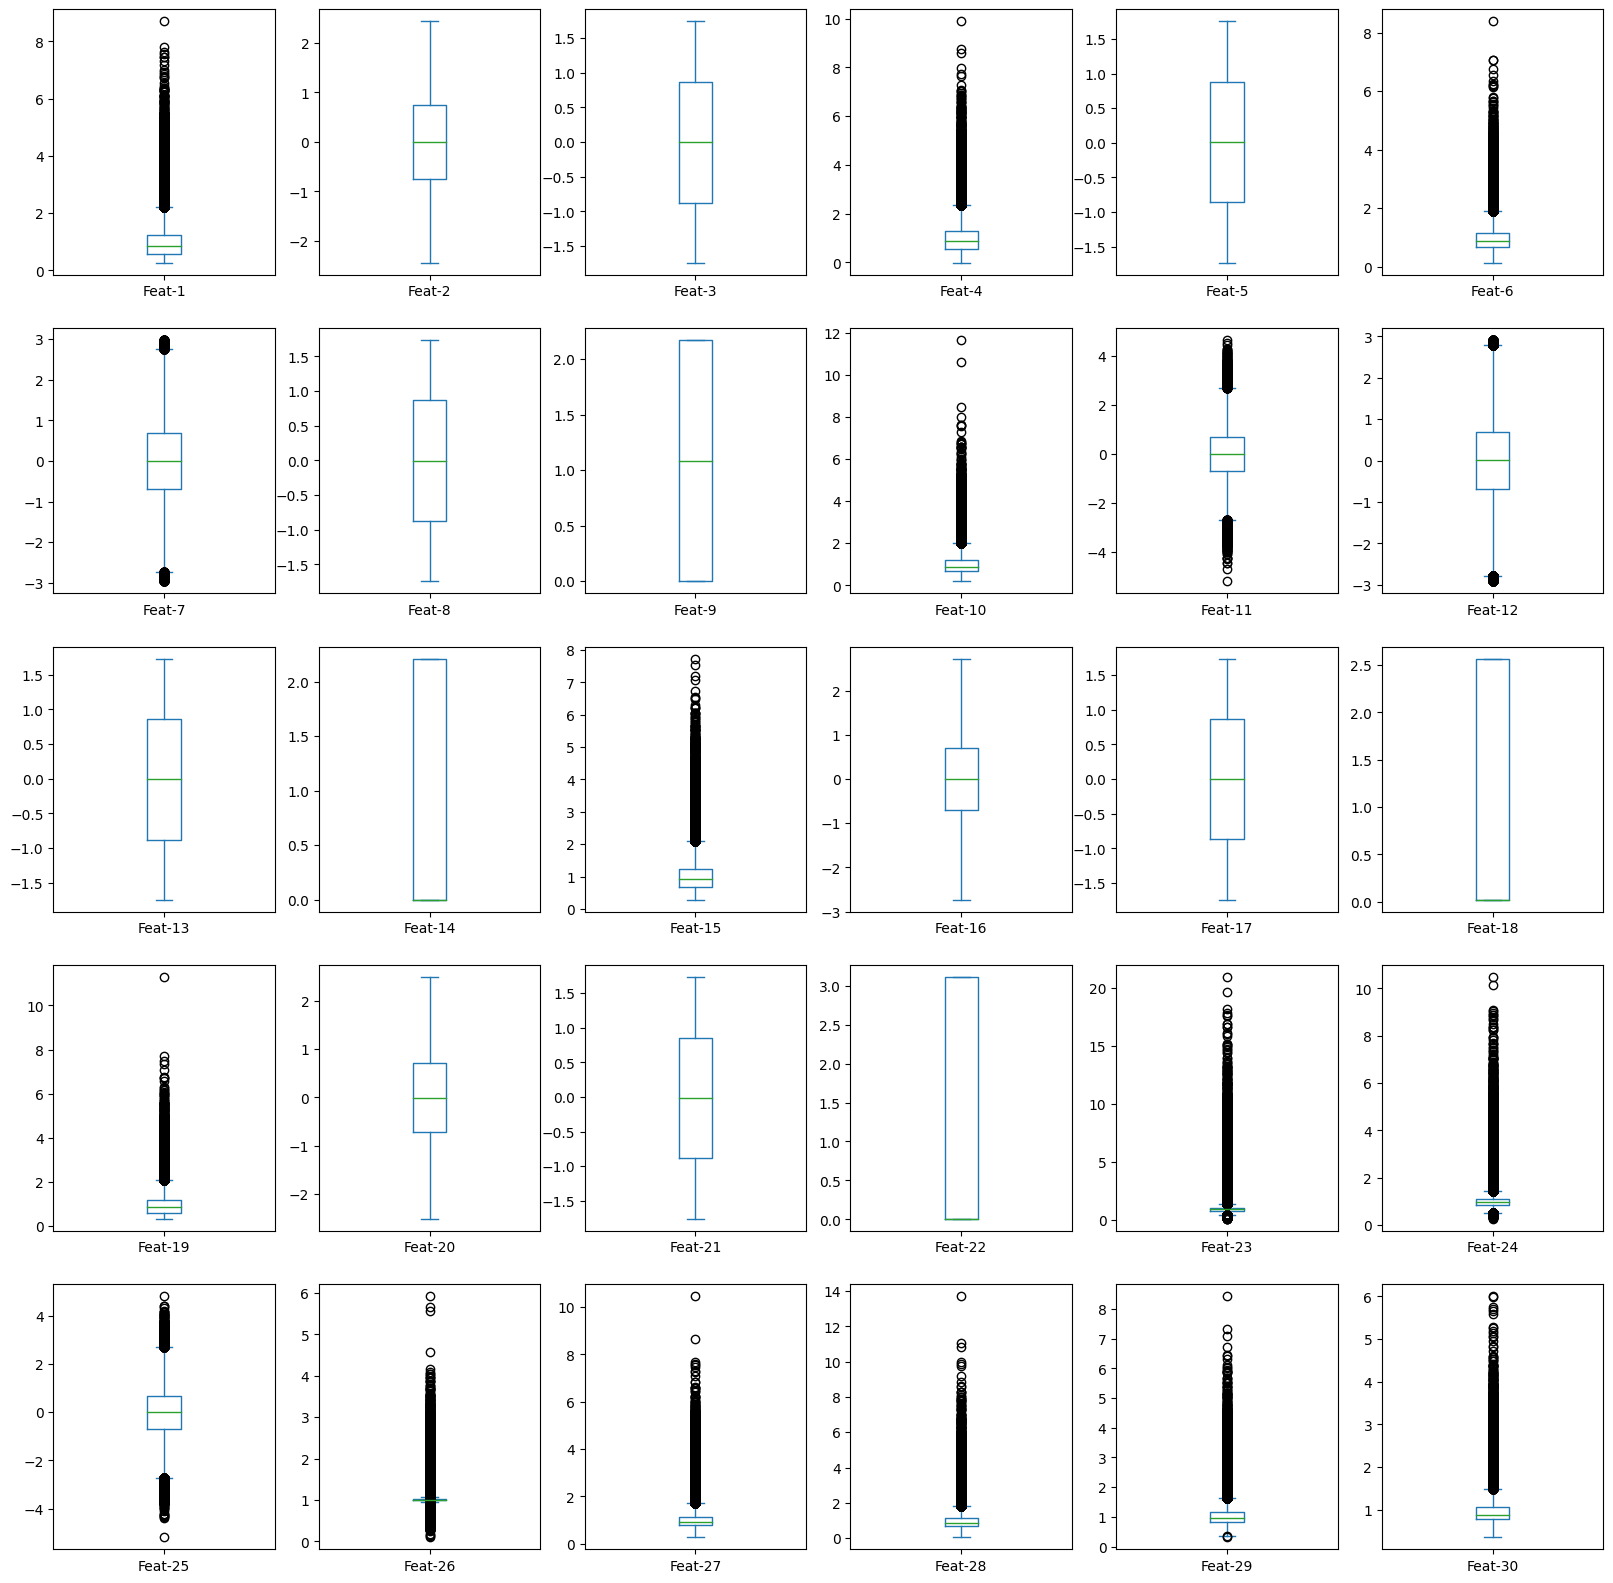 8 6 4 2 0 Feat-1
2 1 0 −1 −2 Feat-2
1.5 1.0 0.5 0.0 −0.5 −1.0 −1.5 Feat-3
10 8 6 4 2 0 Feat-4
1.5 1.0 0.5 0.0 −0.5 −1.0 −1.5 Feat-5
8 6 4 2 0 Feat-6
3 2 1 0 −1 −2 −3 Feat-7
1.5 1.0 0.5 0.0 −0.5 −1.0 −1.5 Feat-8
2.0 1.5 1.0 0.5 0.0 Feat-9
12 10 8 6 4 2 0 Feat-10
4 2 0 −2 −4 Feat-11
3 2 1 0 −1 −2 −3 Feat-12
1.5 1.0 0.5 0.0 −0.5 −1.0 −1.5 Feat-13
2.0 1.5 1.0 0.5 0.0 Feat-14
8 7 6 5 4 3 2 1 0 Feat-15
2 1 0 −1 −2 −3 Feat-16
1.5 1.0 0.5 0.0 −0.5 −1.0 −1.5 Feat-17
2.5 2.0 1.5 1.0 0.5 0.0 Feat-18
10 8 6 4 2 0 Feat-19
2 1 0 −1 −2 Feat-20
1.5 1.0 0.5 0.0 −0.5 −1.0 −1.5 Feat-21
3.0 2.5 2.0 1.5 1.0 0.5 0.0 Feat-22
20 15 10 5 0 Feat-23
10 8 6 4 2 0 Feat-24
4 2 0 −2 −4 Feat-25
6 5 4 3 2 1 0 Feat-26
10 8 6 4 2 0 Feat-27
14 12 10 8 6 4 2 0 Feat-28
8 7 6 5 4 3 2 1 0 Feat-29
6 5 4 3 2 1 Feat-30